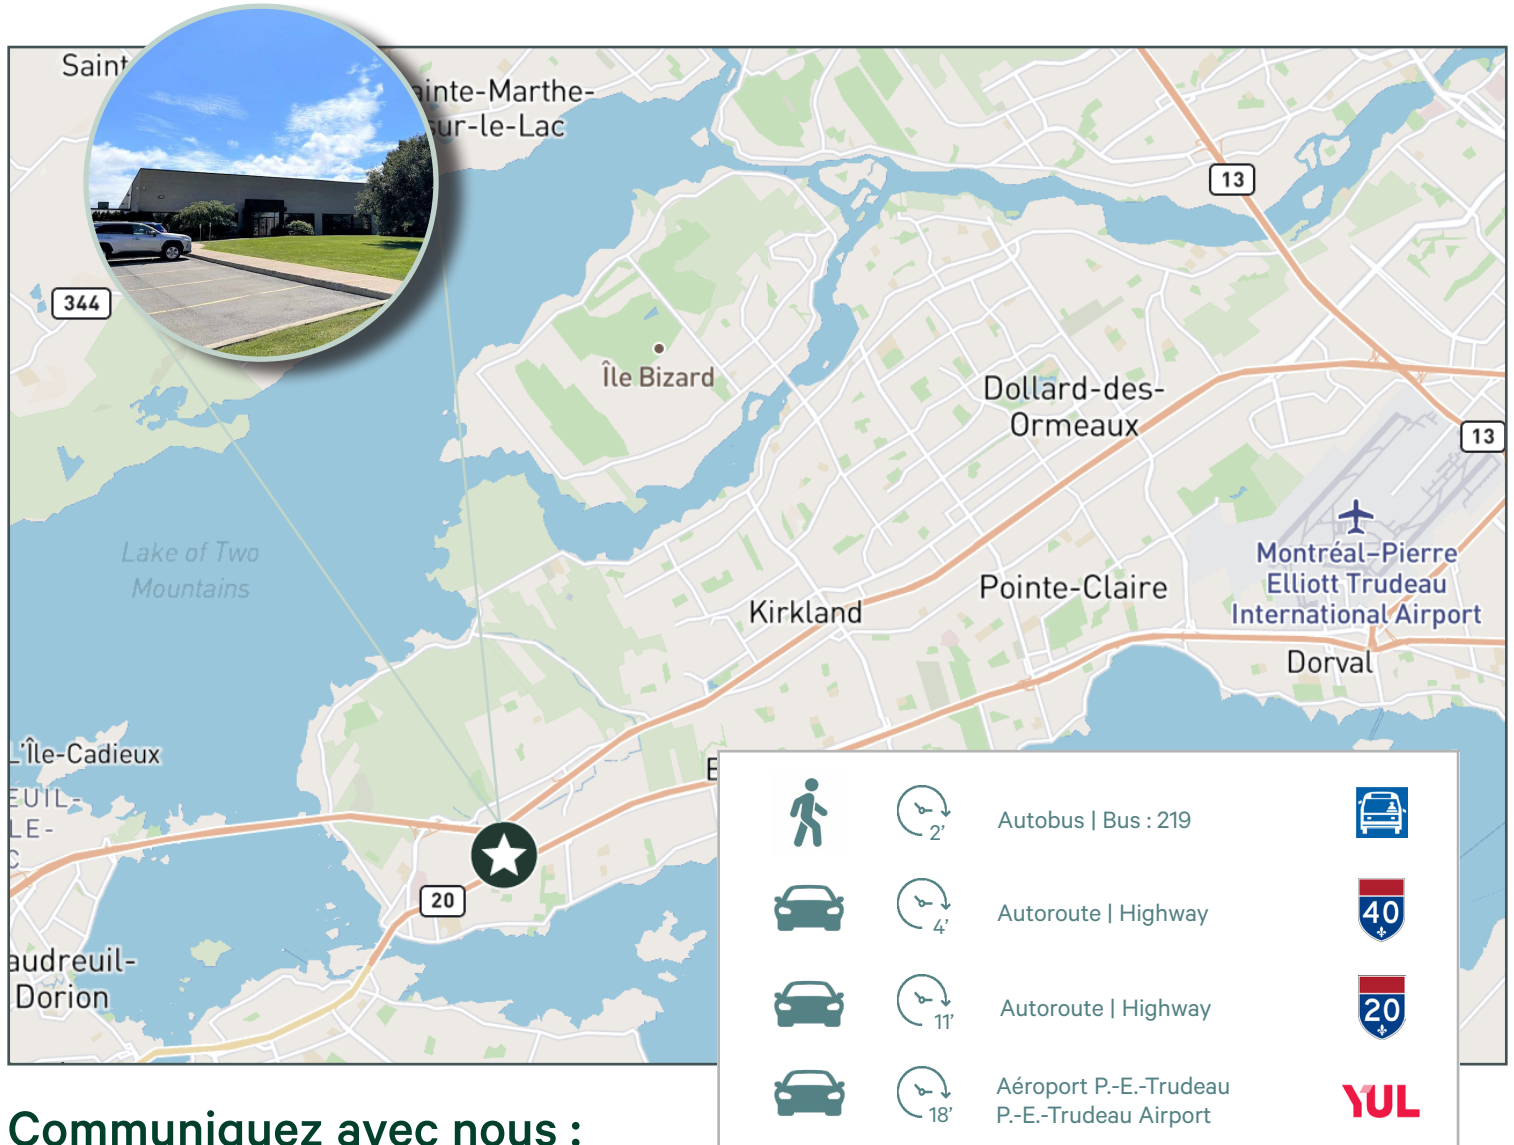 Saint
ainte-Marthe-
sur-le-Lac
13
344
Île Bizard
Dollard-des-
Ormeaux
13
Lake of Two
Mountains
Montréal–Pierre
Elliott Trudeau
International Airport
Pointe-Claire
Kirkland
Dorval
L'Île-Cadieux
EUIL-
LE-
C
20
audreuil-
Dorion
2' Autobus | Bus : 219
4' Autoroute | Highway 40
11' Autoroute | Highway 20
18' Aéroport P.-E.-Trudeau
P.-E.-Trudeau Airport YUL
Communiquez avec nous :